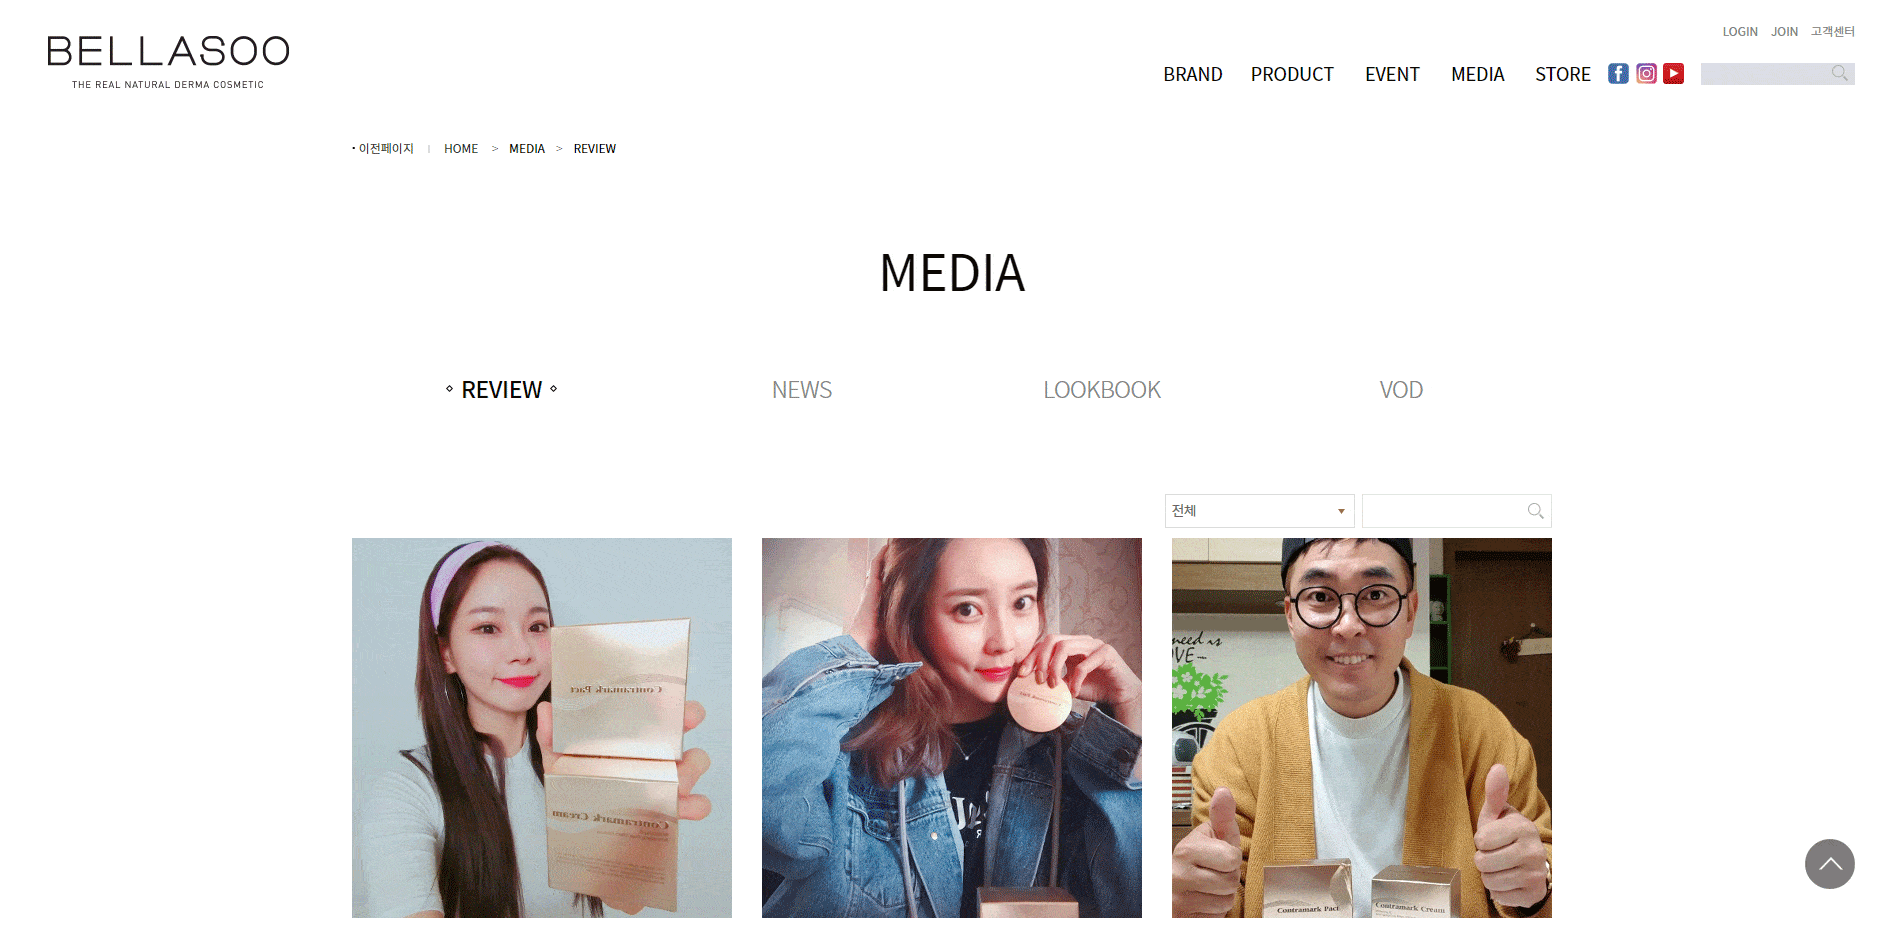 LOGIN JOIN 고객센터
BELLASOO
THE REAL NATURAL DERMA COSMETIC
BRAND PRODUCT EVENT MEDIA STORE
• 이전페이지 | HOME > MEDIA > REVIEW
MEDIA
REVIEW NEWS LOOKBOOK VOD
전체
Contramark Pact
Contramark Cream
need is
Contramark Pact
Contramark Cream